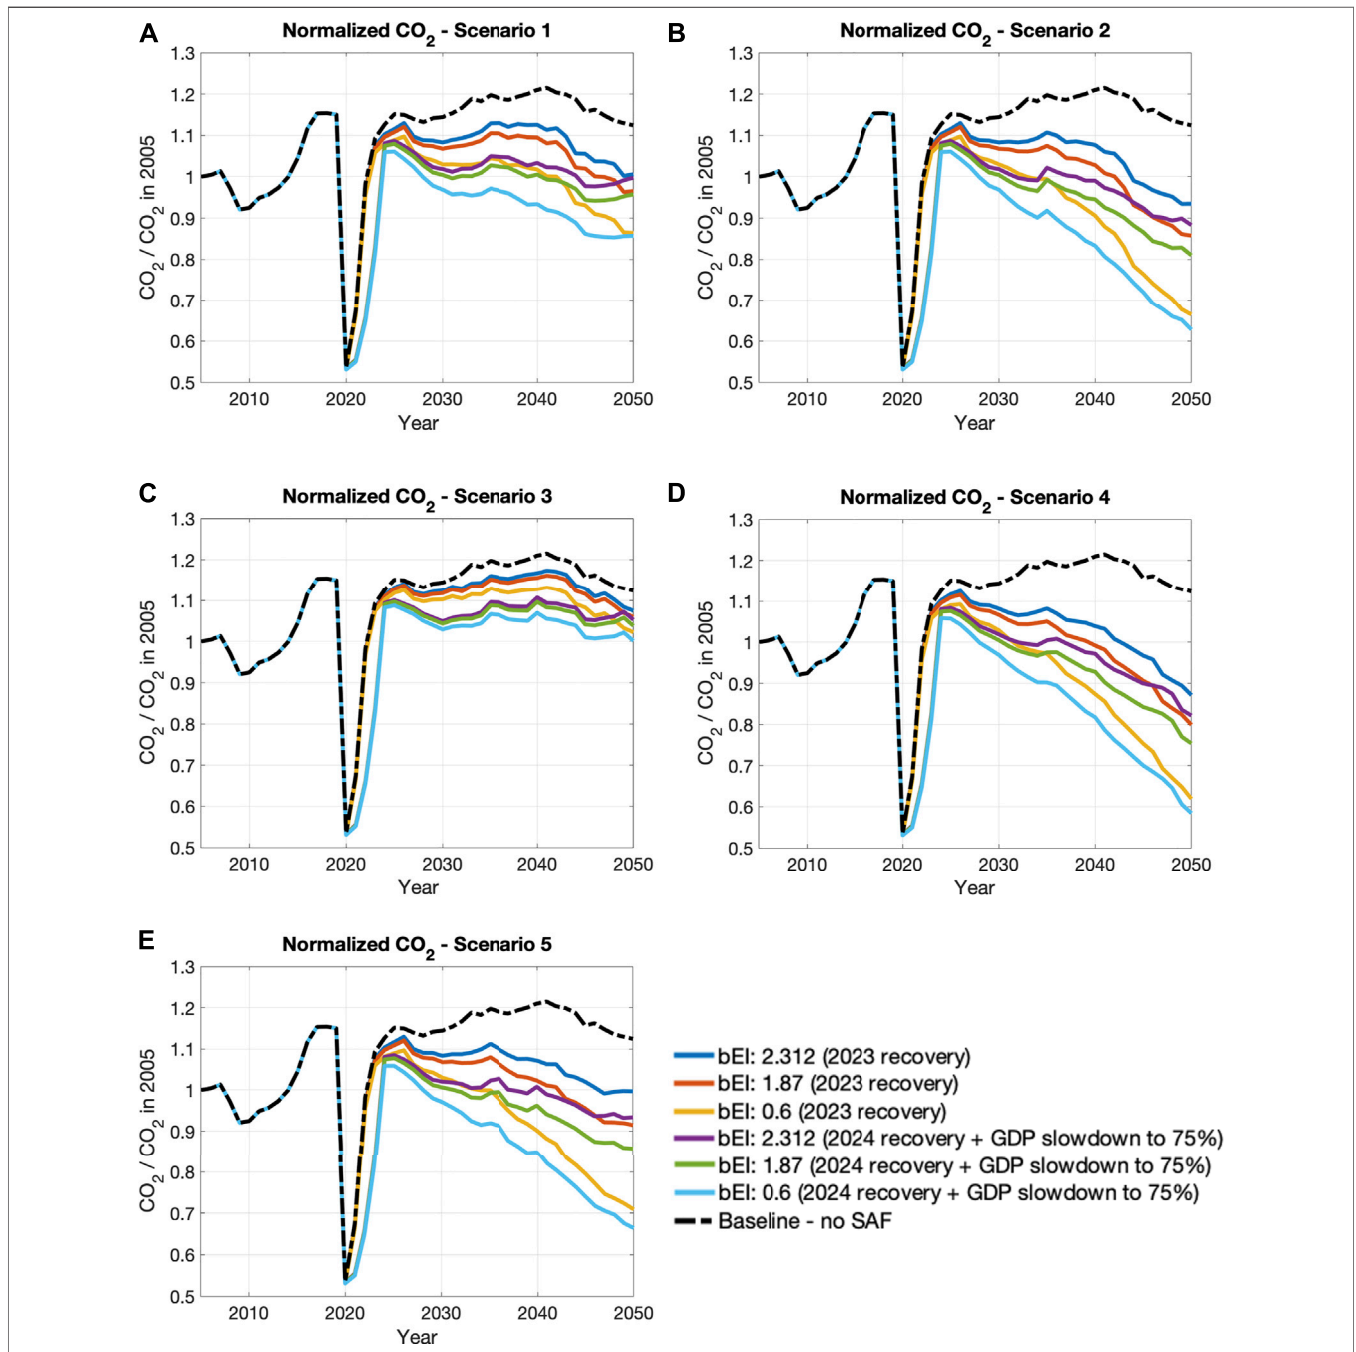 A
Normalized CO2 - Scenario 1
CO2 / CO2 in 2005
1.3
1.2
1.1
1
0.9
0.8
0.7
0.6
0.5
2010 2020 2030 2040 2050
Year
B
Normalized CO2 - Scenario 2
CO2 / CO2 in 2005
1.3
1.2
1.1
1
0.9
0.8
0.7
0.6
0.5
2010 2020 2030 2040 2050
Year
C
Normalized CO2 - Scenario 3
CO2 / CO2 in 2005
1.3
1.2
1.1
1
0.9
0.8
0.7
0.6
0.5
2010 2020 2030 2040 2050
Year
D
Normalized CO2 - Scenario 4
CO2 / CO2 in 2005
1.3
1.2
1.1
1
0.9
0.8
0.7
0.6
0.5
2010 2020 2030 2040 2050
Year
E
Normalized CO2 - Scenario 5
CO2 / CO2 in 2005
1.3
1.2
1.1
1
0.9
0.8
0.7
0.6
0.5
2010 2020 2030 2040 2050
Year
bEI: 2.312 (2023 recovery)
bEI: 1.87 (2023 recovery)
bEI: 0.6 (2023 recovery)
bEI: 2.312 (2024 recovery + GDP slowdown to 75%)
bEI: 1.87 (2024 recovery + GDP slowdown to 75%)
bEI: 0.6 (2024 recovery + GDP slowdown to 75%)
Baseline - no SAF